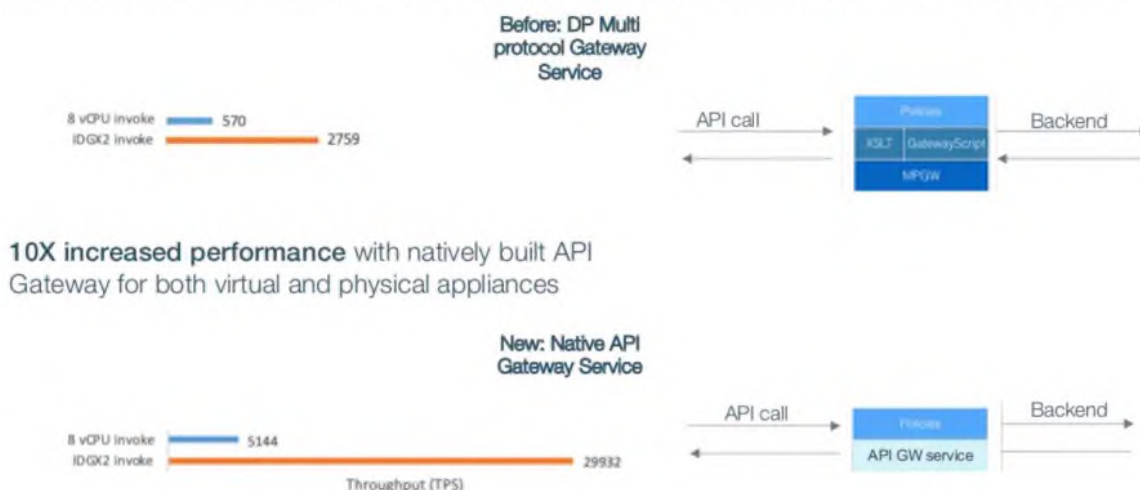 Before: DP Multi
protocol Gateway
Service
8 vCPU invoke 570
IDGX2 invoke 2759
API call
Policies
XSLT GatewayScript
MPGW
Backend
10X increased performance with natively built API
Gateway for both virtual and physical appliances
New: Native API
Gateway Service
8 vCPU invoke 5144
IDGX2 invoke 29932
Throughput (TPS)
API call
Policies
API GW service
Backend